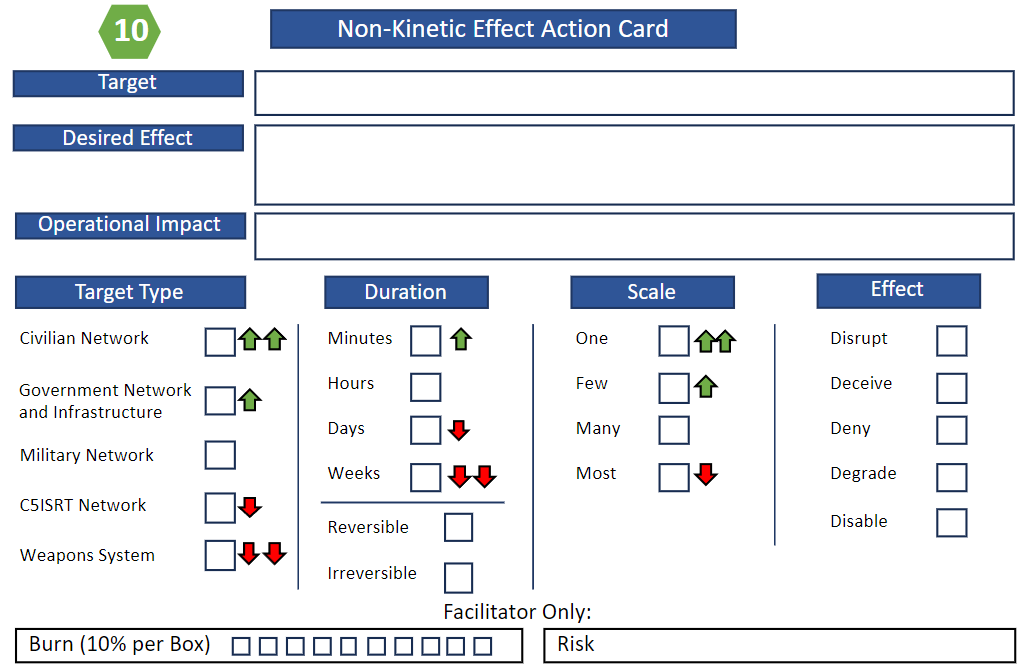 10
Non-Kinetic Effect Action Card
Target
Desired Effect
Operational Impact
Target Type
Civilian Network
Government Network
and Infrastructure
Military Network
C5ISRT Network
Weapons System
Duration
Minutes
Hours
Days
Weeks
Reversible
Irreversible
Scale
One
Few
Many
Most
Effect
Disrupt
Deceive
Deny
Degrade
Disable
Facilitator Only:
Burn (10% per Box)
Risk